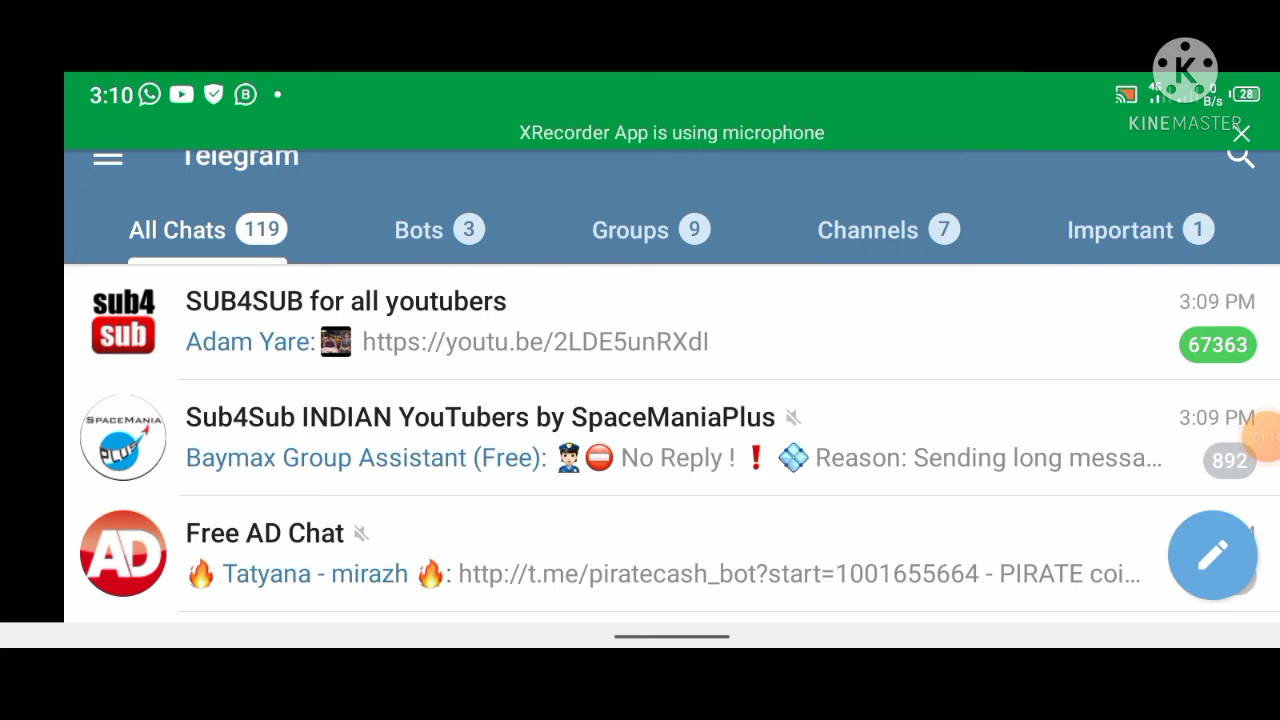 3:10
4G
0
B/s
28
K
KINEMASTER
XRecorder App is using microphone
Telegram
All Chats 119 Bots 3 Groups 9 Channels 7 Important 1
sub4
sub
SUB4SUB for all youtubers 3:09 PM
Adam Yare: https://youtu.be/2LDE5unRXdI 67363
SPACEMANIA
PLUS
Sub4Sub INDIAN YouTubers by SpaceManiaPlus 3:09 PM
Baymax Group Assistant (Free): 👮🏻⛔ No Reply ! ❗ 💠 Reason: Sending long messa... 892
AD
Free AD Chat
🔥 Tatyana - mirazh 🔥: http://t.me/piratecash_bot?start=1001655664 - PIRATE coi...